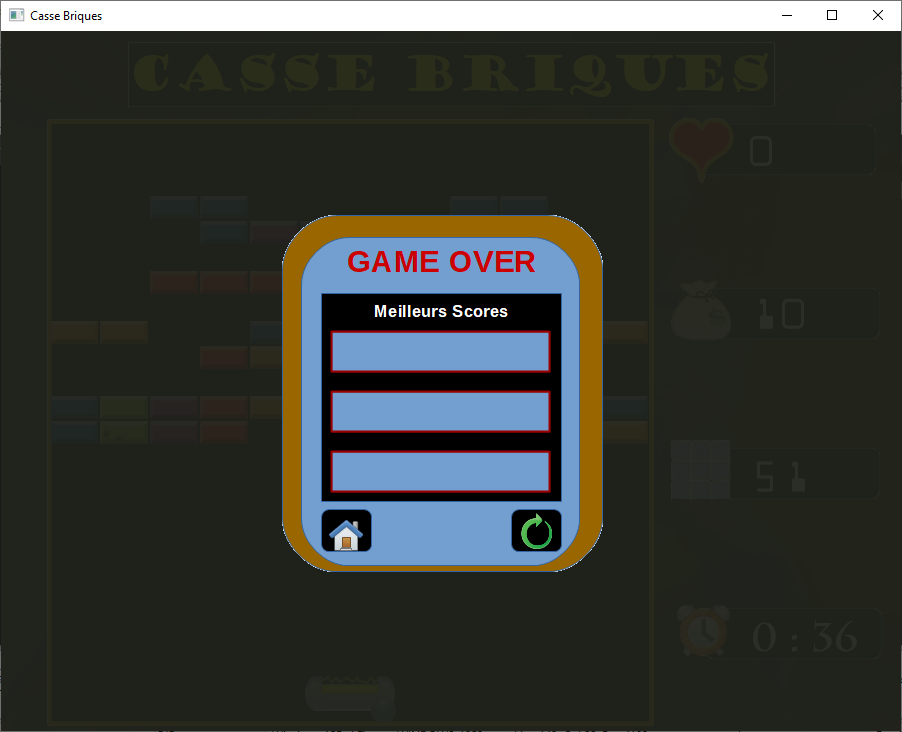 Casse Briques
CASSE BRIQUES
0
GAME OVER
Meilleurs Scores
10
51
0 : 36